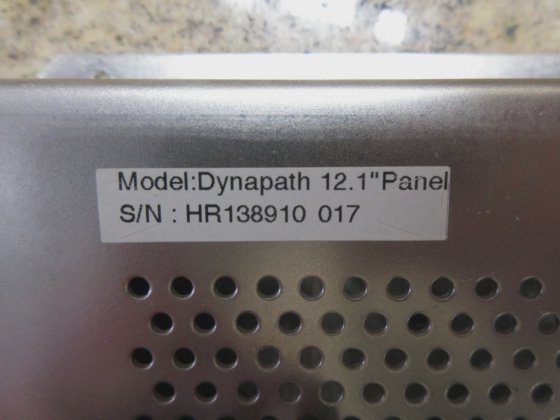 Model:Dynapath 12.1"Panel
S/N : HR138910 017